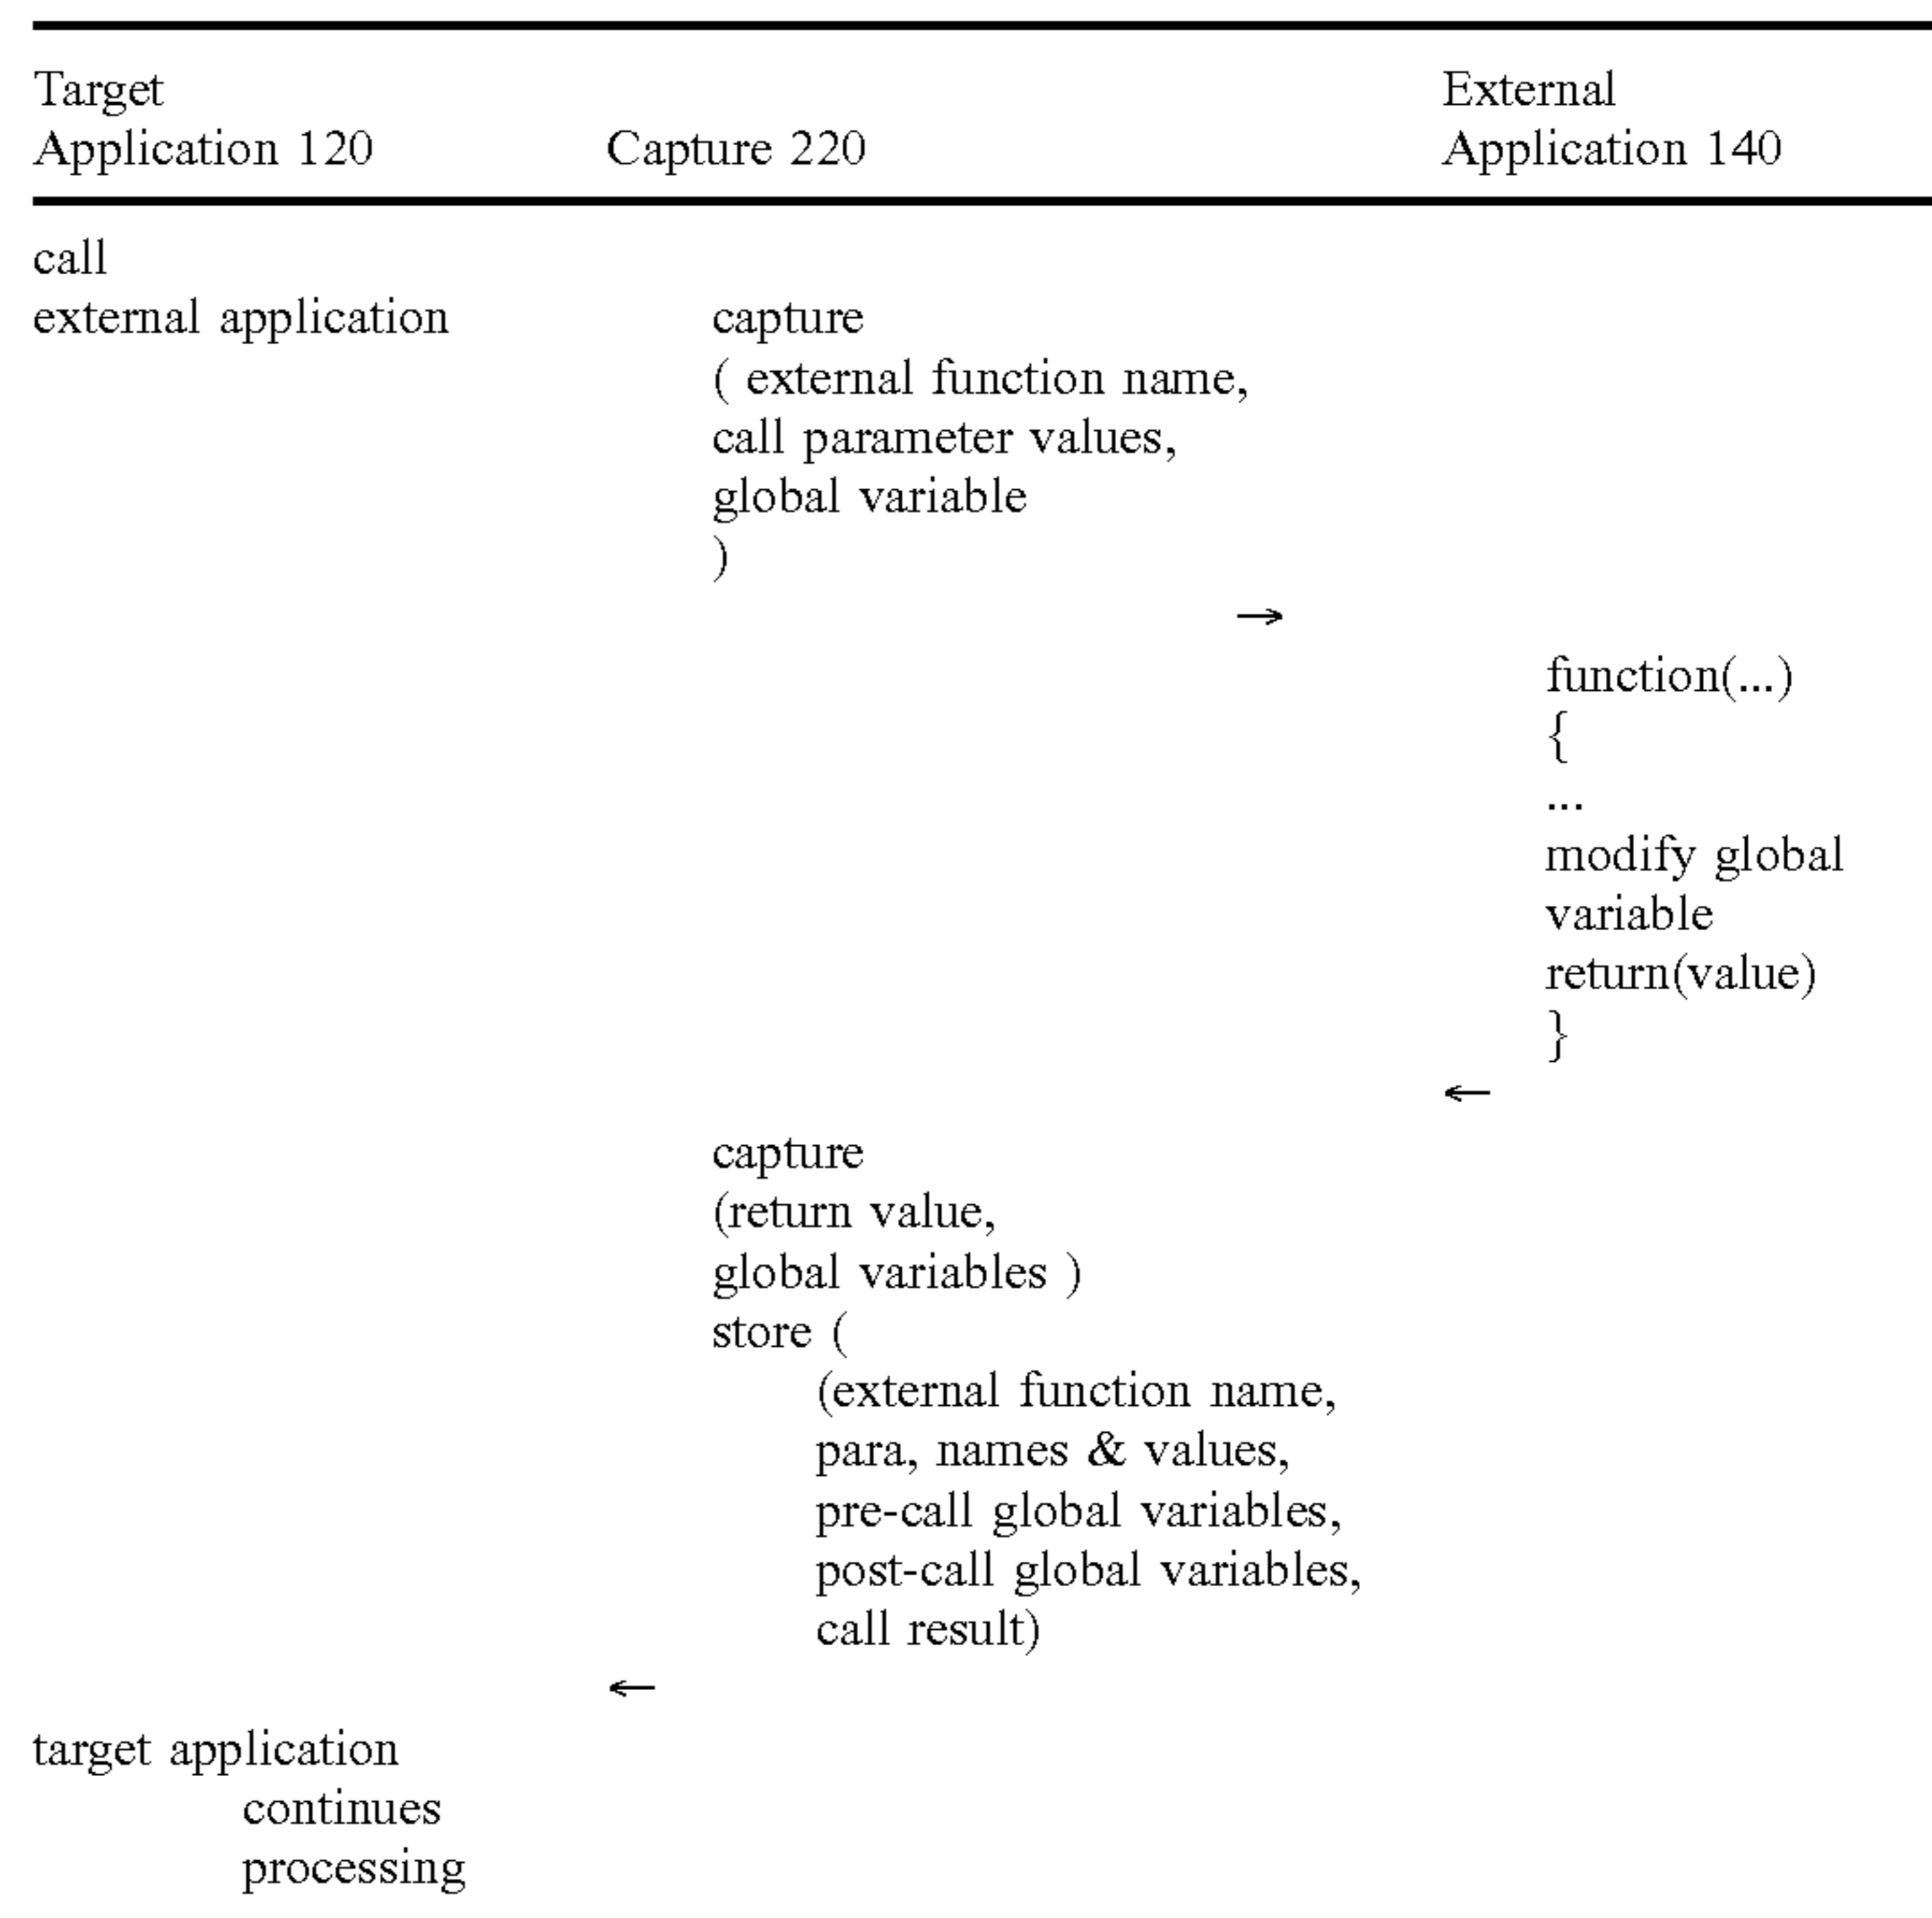 Target
Application 120 Capture 220 External
Application 140
call
external application capture
( external function name,
call parameter values,
global variable
)
→
function(...)
{
...
modify global
variable
return(value)
}
←
capture
(return value,
global variables )
store (
(external function name,
para, names & values,
pre-call global variables,
post-call global variables,
call result)
←
target application
continues
processing